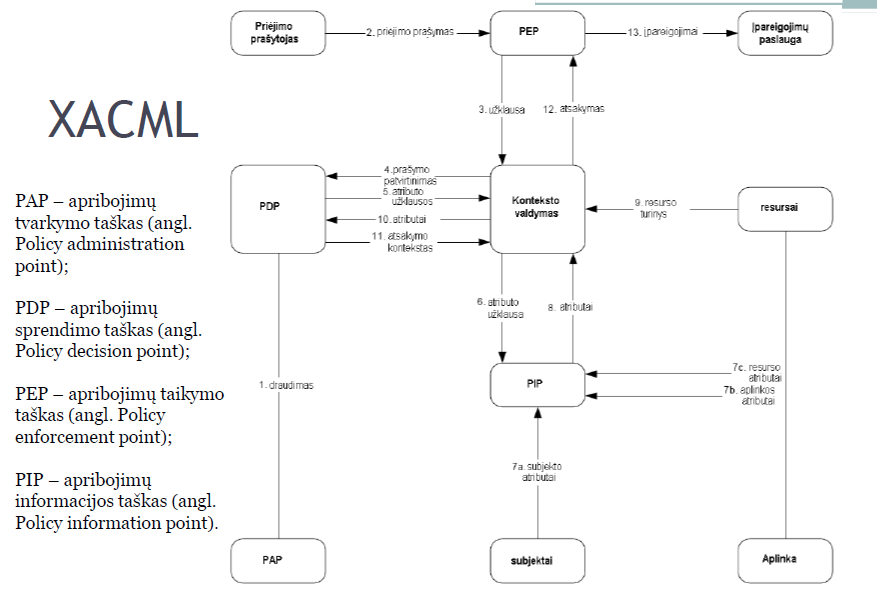 Priėjimo
prašytojas
2. priėjimo prašymas
PEP
13. įpareigojimai
Įpareigojimų
paslauga
XACML
3. užklausa
12. atsakymas
PAP – apribojimų
tvarkymo taškas (angl.
Policy administration
point);
PDP – apribojimų
sprendimo taškas (angl.
Policy decision point);
PEP – apribojimų taikymo
taškas (angl. Policy
enforcement point);
PIP – apribojimų
informacijos taškas (angl.
Policy information point).
PDP
4. prašymo
patvirtinimas
5. atributo
užklausos
10. atributai
11. atsakymo
kontekstas
Konteksto
valdymas
9. resurso
turinys
resursai
6. atributo
užklausa
8. atributai
1. draudimas
PIP
7c. resurso
atributai
7b. aplinkos
atributai
7a. subjekto
atributai
PAP
subjektai
Aplinka